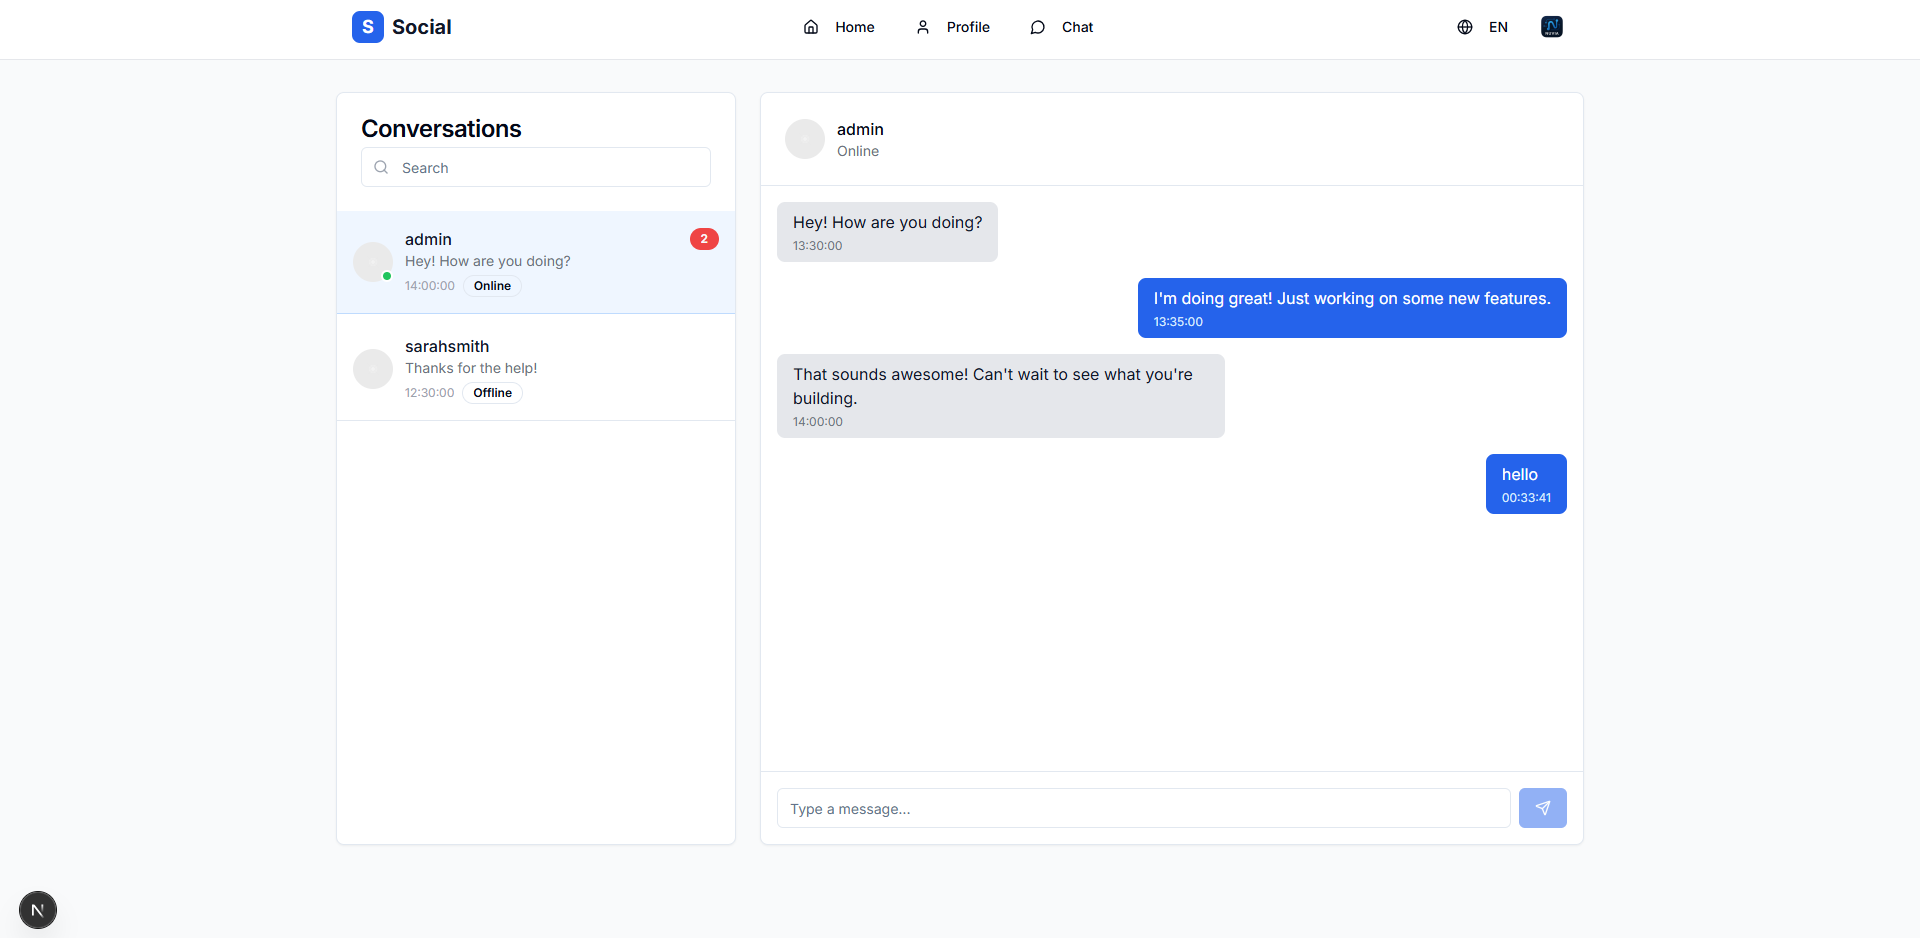 S Social
Home
Profile
Chat
EN
Conversations
Search
admin
2
Hey! How are you doing?
14:00:00
Online
sarahsmith
Thanks for the help!
12:30:00
Offline
admin
Online
Hey! How are you doing?
13:30:00
I'm doing great! Just working on some new features.
13:35:00
That sounds awesome! Can't wait to see what you're
building.
14:00:00
hello
00:33:41
Type a message...
N